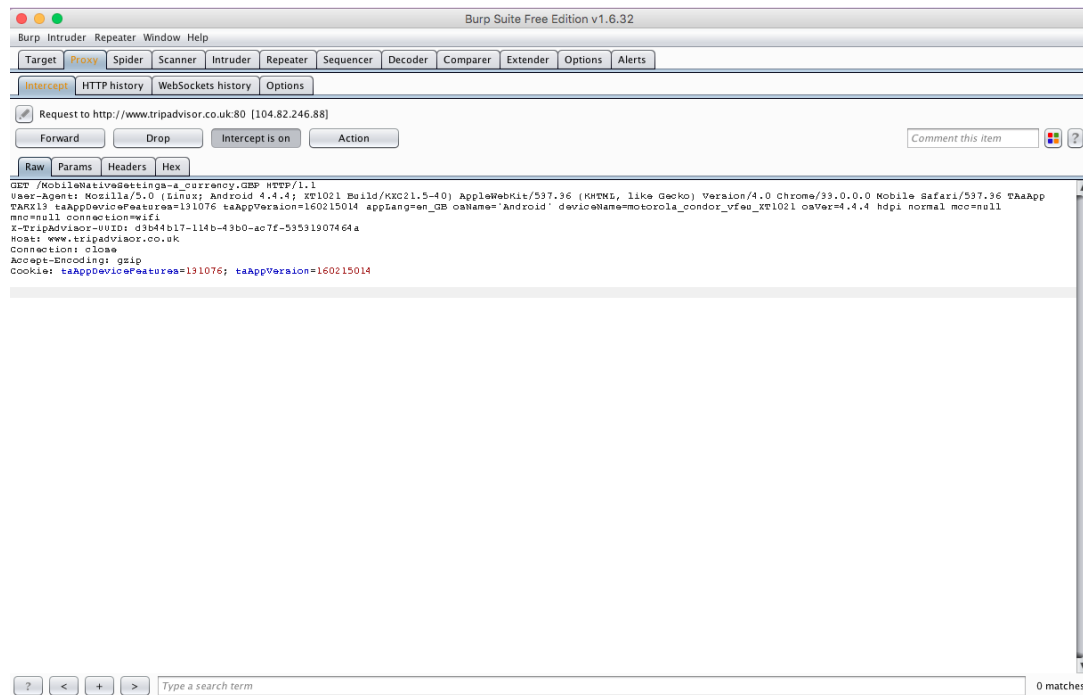 Burp Suite Free Edition v1.6.32
Burp Intruder Repeater Window Help
Target Proxy Spider Scanner Intruder Repeater Sequencer Decoder Comparer Extender Options Alerts
Intercept HTTP history WebSockets history Options
Request to http://www.tripadvisor.co.uk:80 [104.82.246.88]
Forward Drop Intercept is on Action Comment this item ?
Raw Params Headers Hex
GET /MobileNativeSettings-a_currency.GBP HTTP/1.1
User-Agent: Mozilla/5.0 (Linux; Android 4.4.4; XT1021 Build/KXC21.5-40) AppleWebKit/537.36 (KHTML, like Gecko) Version/4.0 Chrome/33.0.0.0 Mobile Safari/537.36 TAaApp
TARX13 taAppDeviceFeatures=131076 taAppVersion=160215014 appLang=en_GB osName='Android' deviceName=motorola_condor_vfeu_XT1021 osVer=4.4.4 hdpi normal mcc=null
mnc=null connection=wifi
X-TripAdvisor-UUID: d3b44b17-114b-43b0-ac7f-53531907464a
Host: www.tripadvisor.co.uk
Connection: close
Accept-Encoding: gzip
Cookie: taAppDeviceFeatures=131076; taAppVersion=160215014
? < + > Type a search term 0 matches